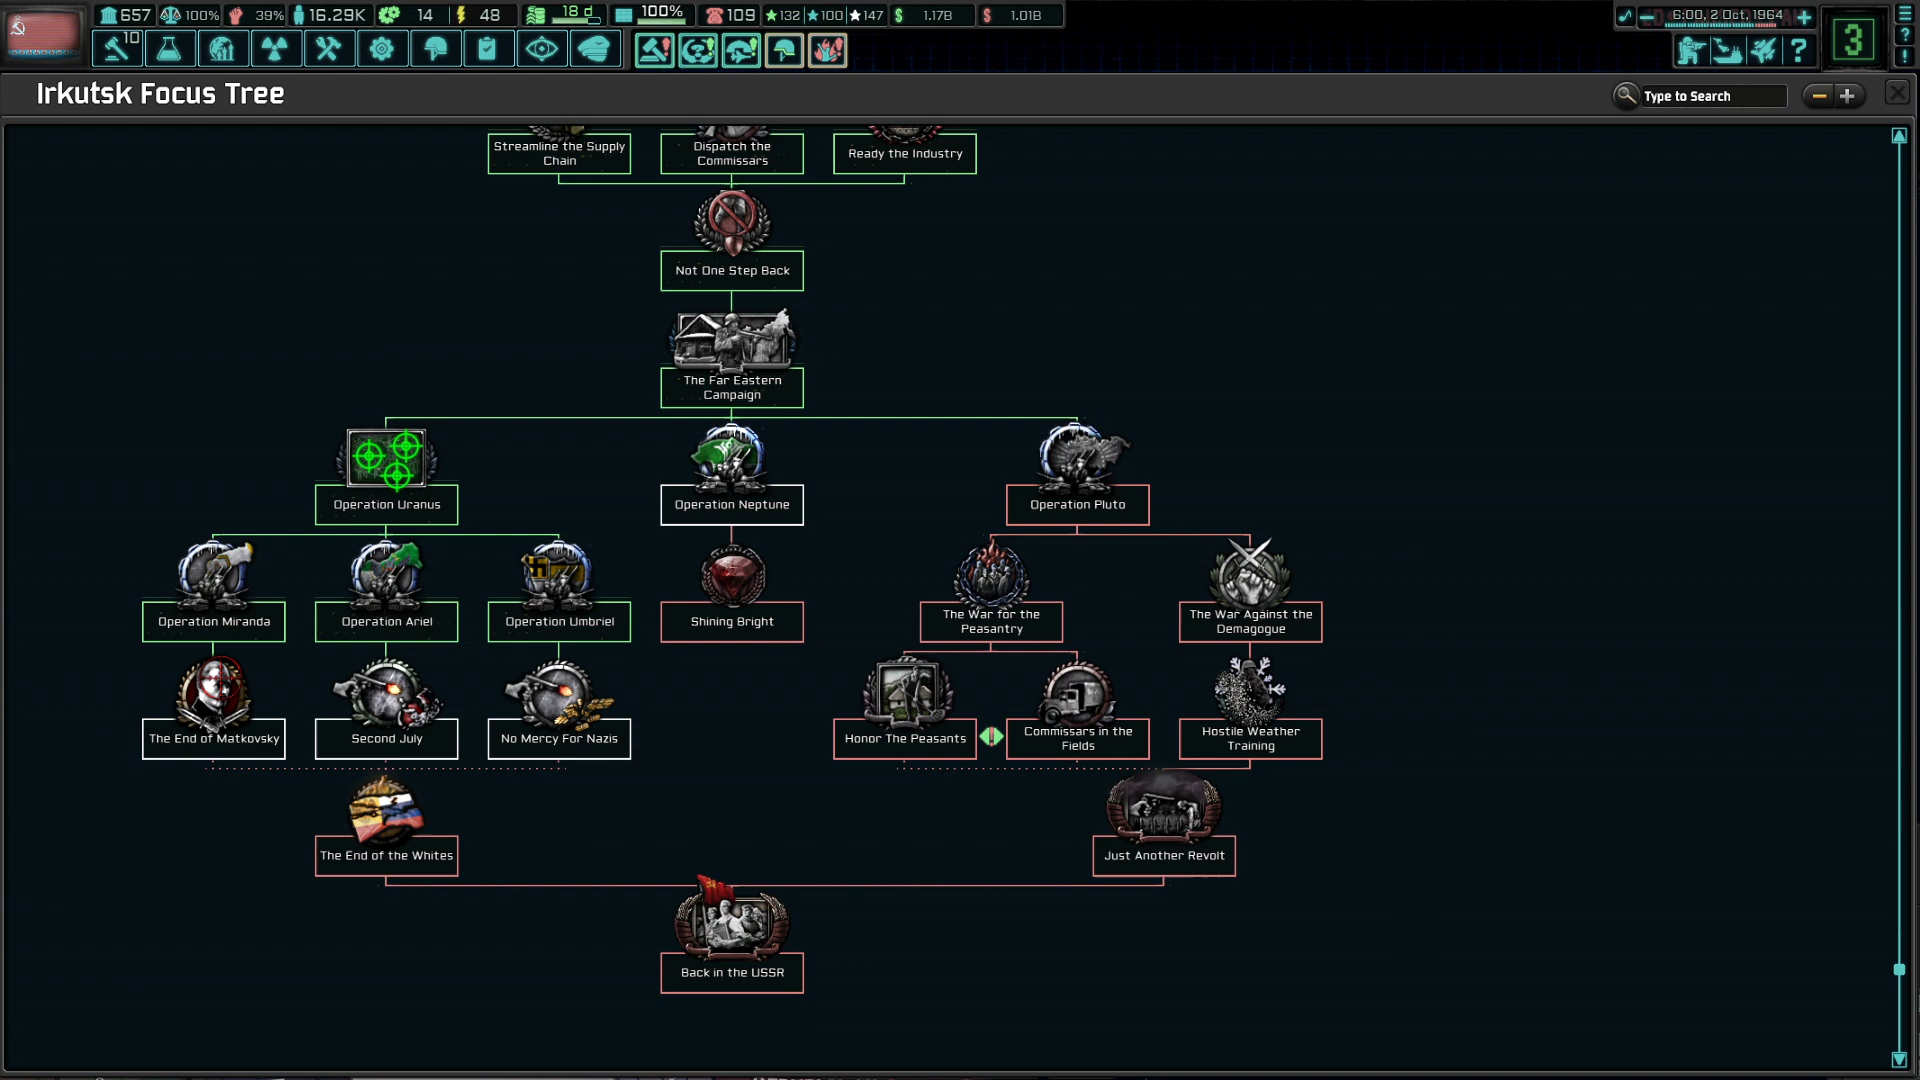 657
100%
39%
16.29K
14
48
18 d
100%
109
132
100
147
$ 1.17B
$ 1.01B
6:00, 2 Oct, 1964
10
3
?
?
!
Irkutsk Focus Tree
Type to Search
Streamline the Supply
Chain
Dispatch the
Commissars
Ready the Industry
Not One Step Back
The Far Eastern
Campaign
Operation Uranus
Operation Neptune
Operation Pluto
Operation Miranda
Operation Ariel
Operation Umbriel
Shining Bright
The War for the
Peasantry
The War Against the
Demagogue
The End of Matkovsky
Second July
No Mercy For Nazis
Honor The Peasants
Commissars in the
Fields
Hostile Weather
Training
The End of the Whites
Just Another Revolt
Back in the USSR